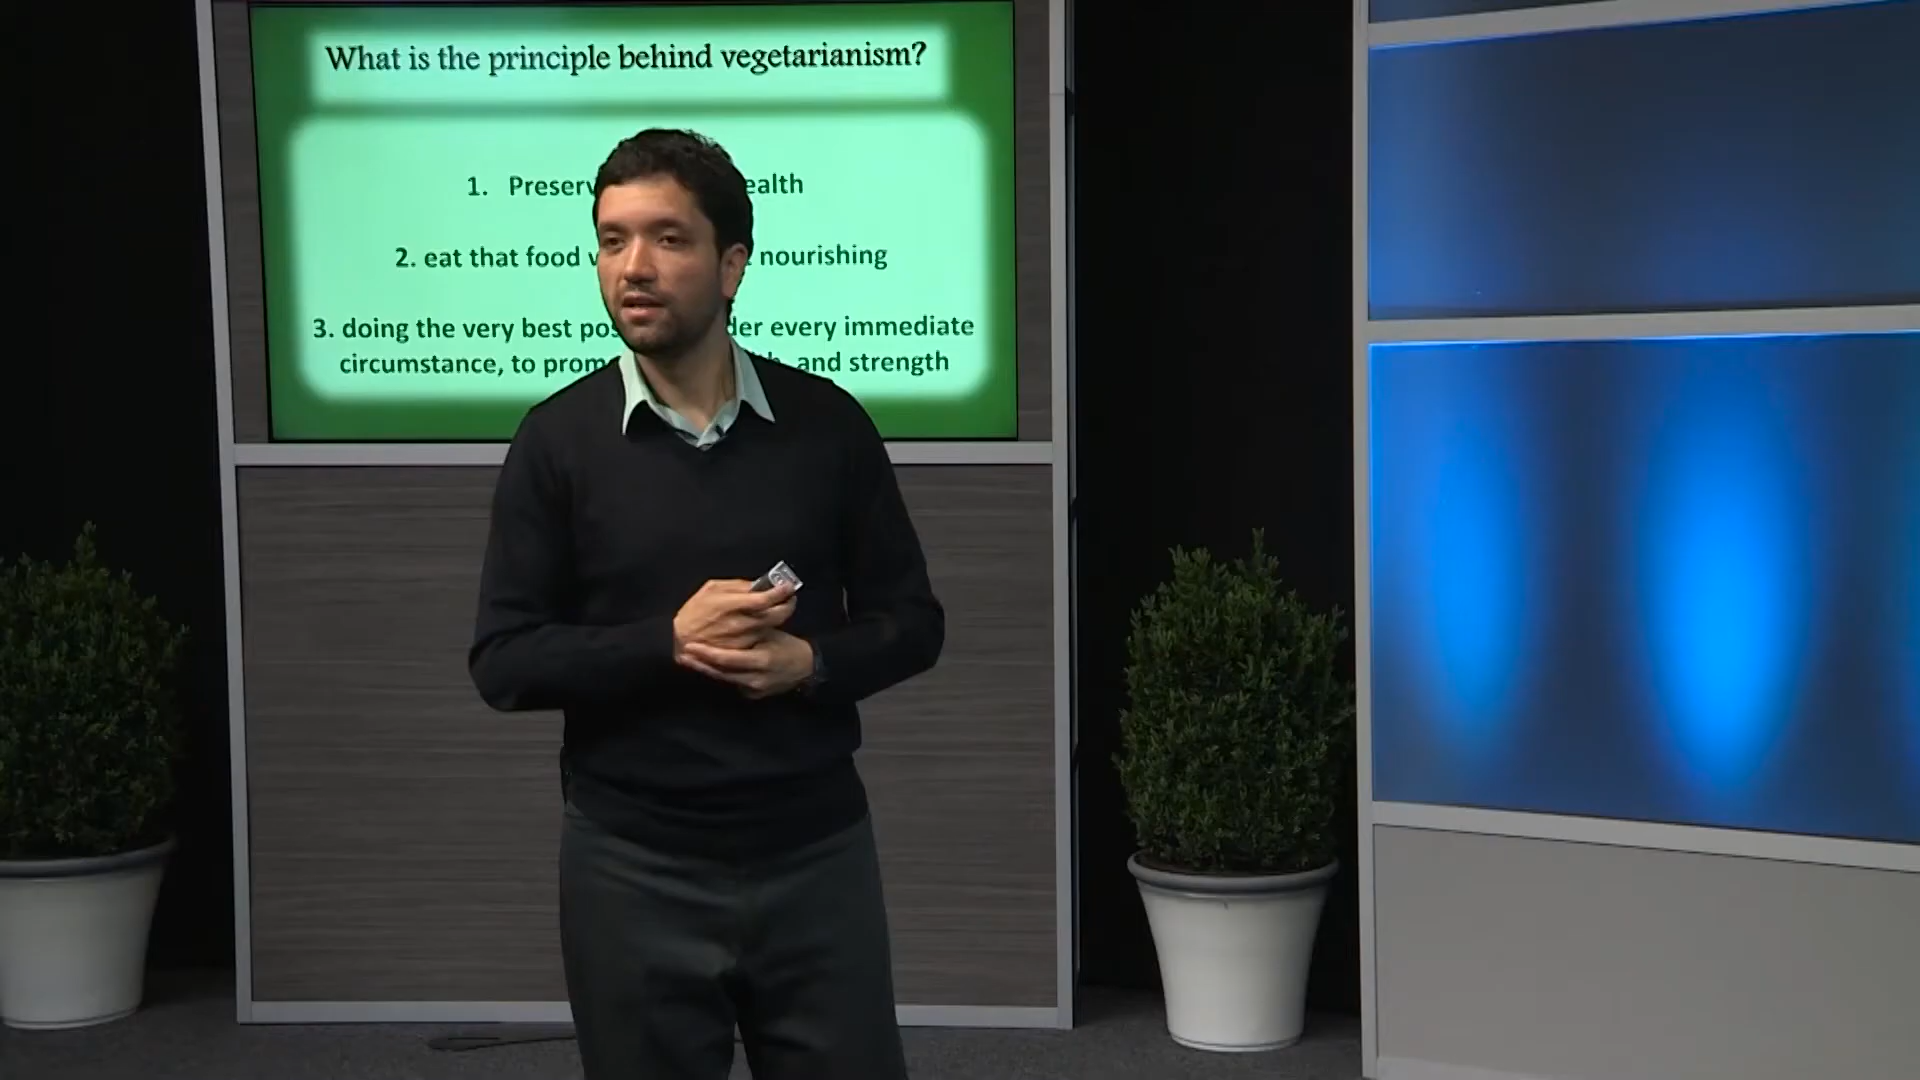 What is the principle behind vegetarianism?
1. Preserv ealth
2. eat that food nourishing
3. doing the very best pos der every immediate
circumstance, to prom and strength